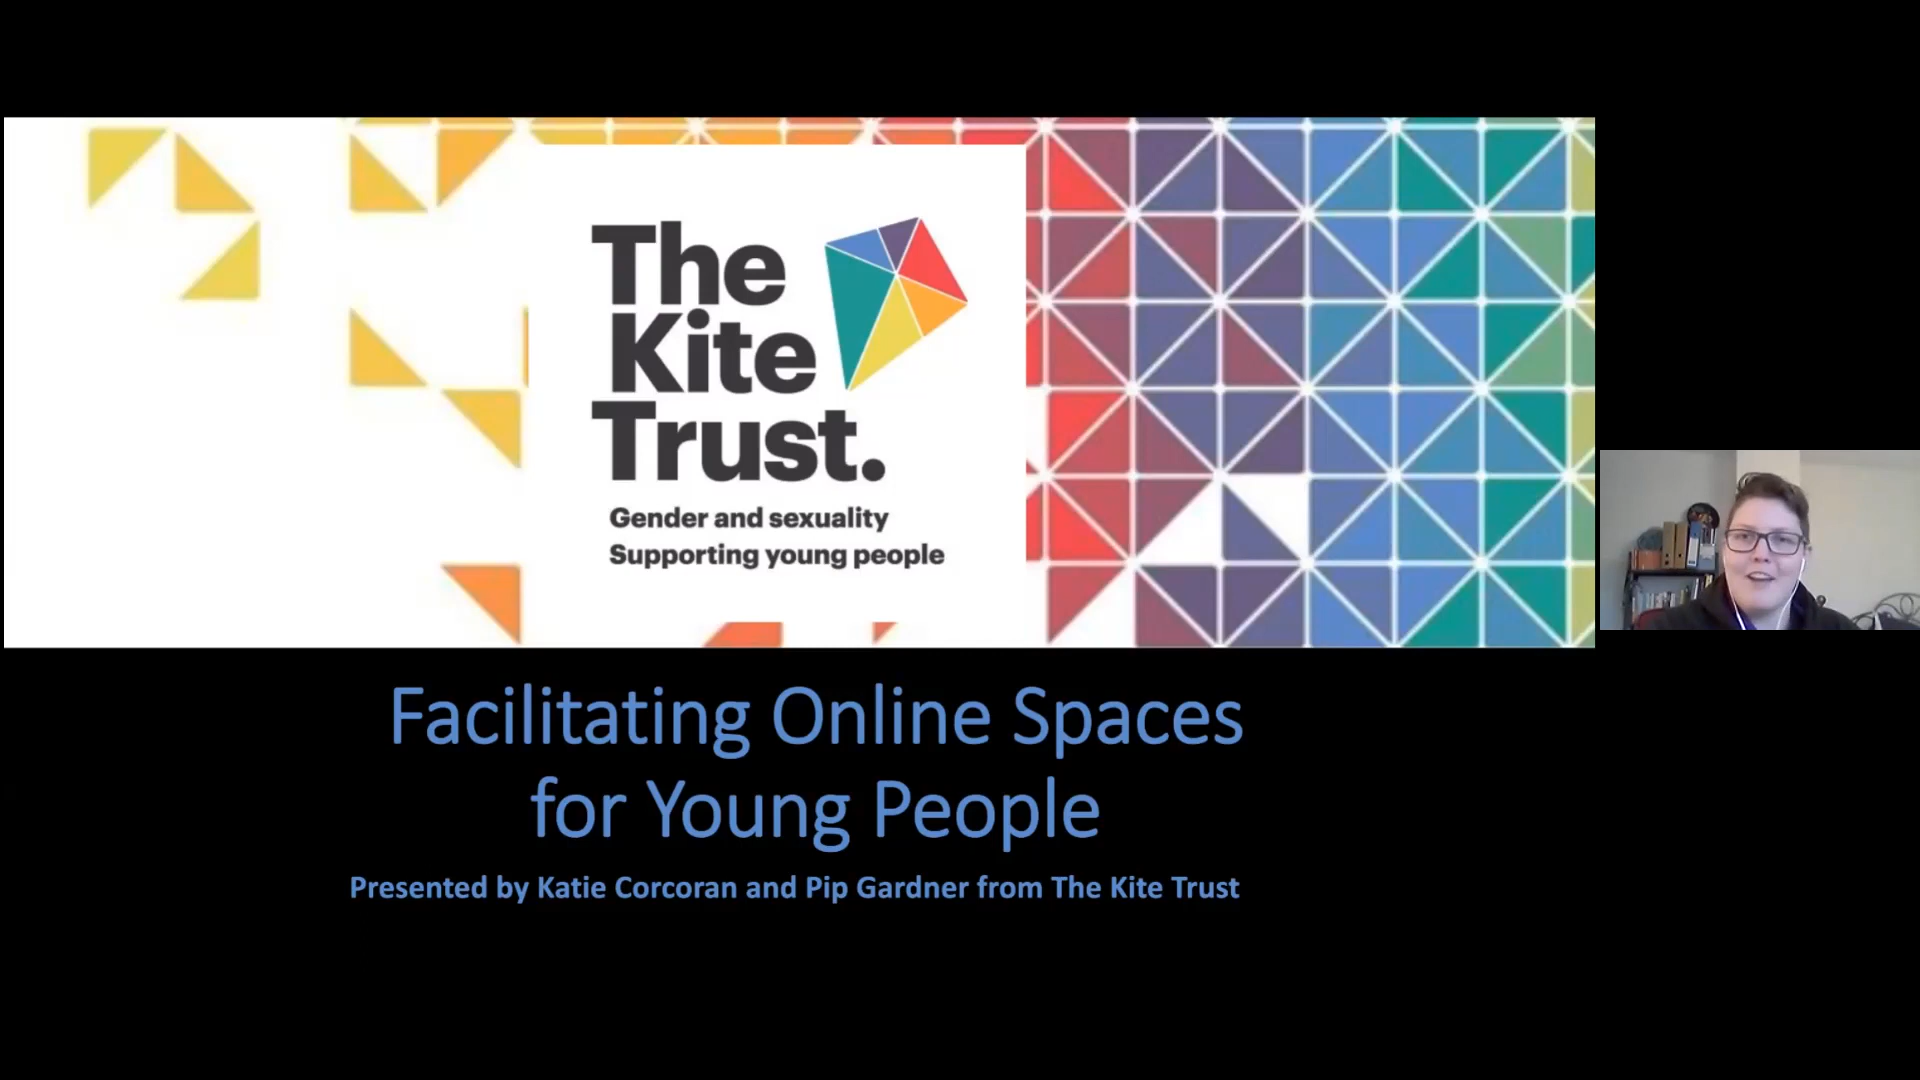 The
Kite
Trust.
Gender and sexuality
Supporting young people
Facilitating Online Spaces
for Young People
Presented by Katie Corcoran and Pip Gardner from The Kite Trust